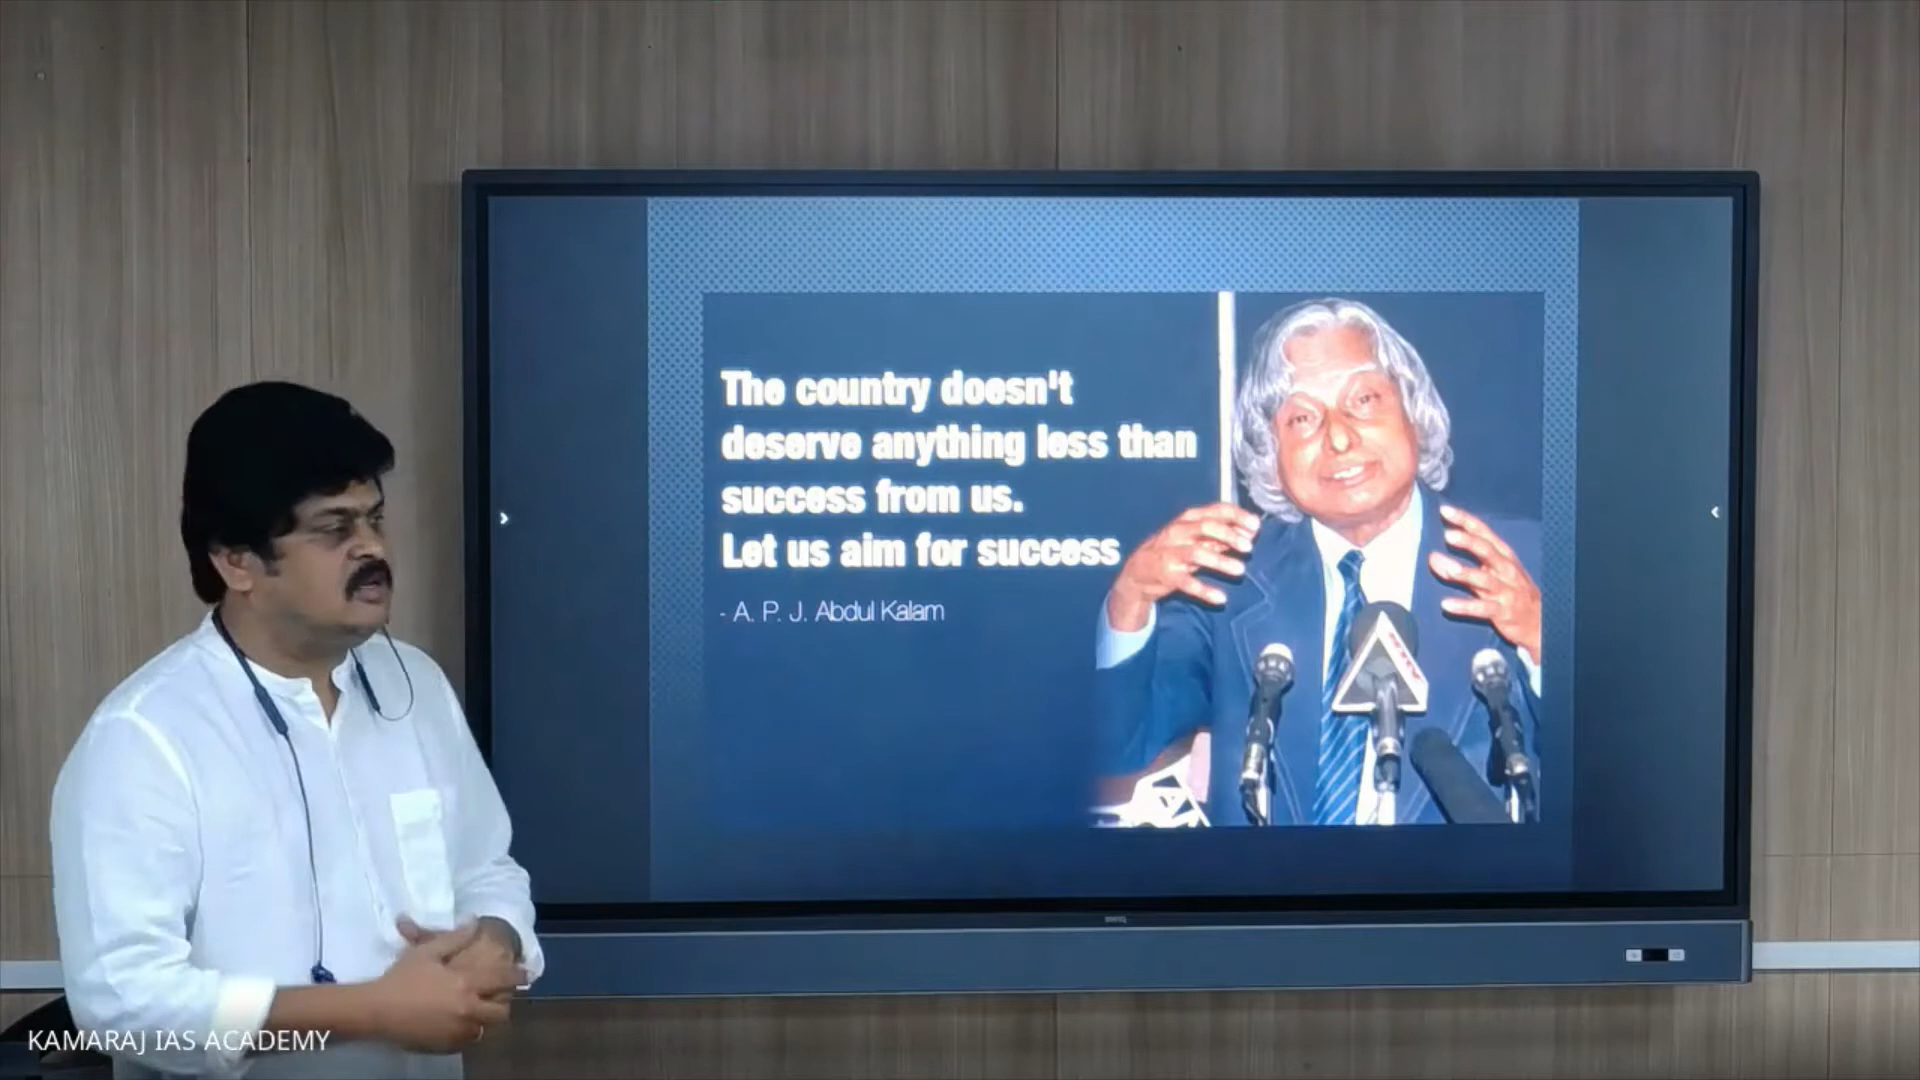 The country doesn't
deserve anything less than
success from us.
Let us aim for success
- A. P. J. Abdul Kalam
BenQ
KAMARAJ IAS ACADEMY